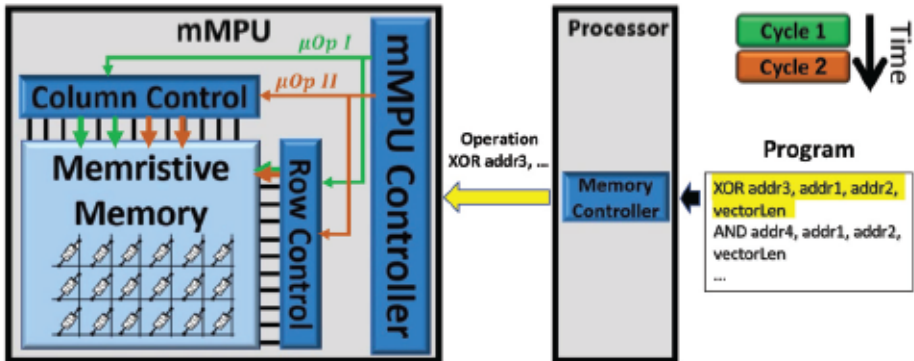 mMPU
μOp I
μOp II
Column Control
Memristive
Memory
Row Control
mMPU Controller
Operation
XOR addr3, ...
Processor
Memory
Controller
Cycle 1
Cycle 2
Time
Program
XOR addr3, addr1, addr2,
vectorLen
AND addr4, addr1, addr2,
vectorLen
...